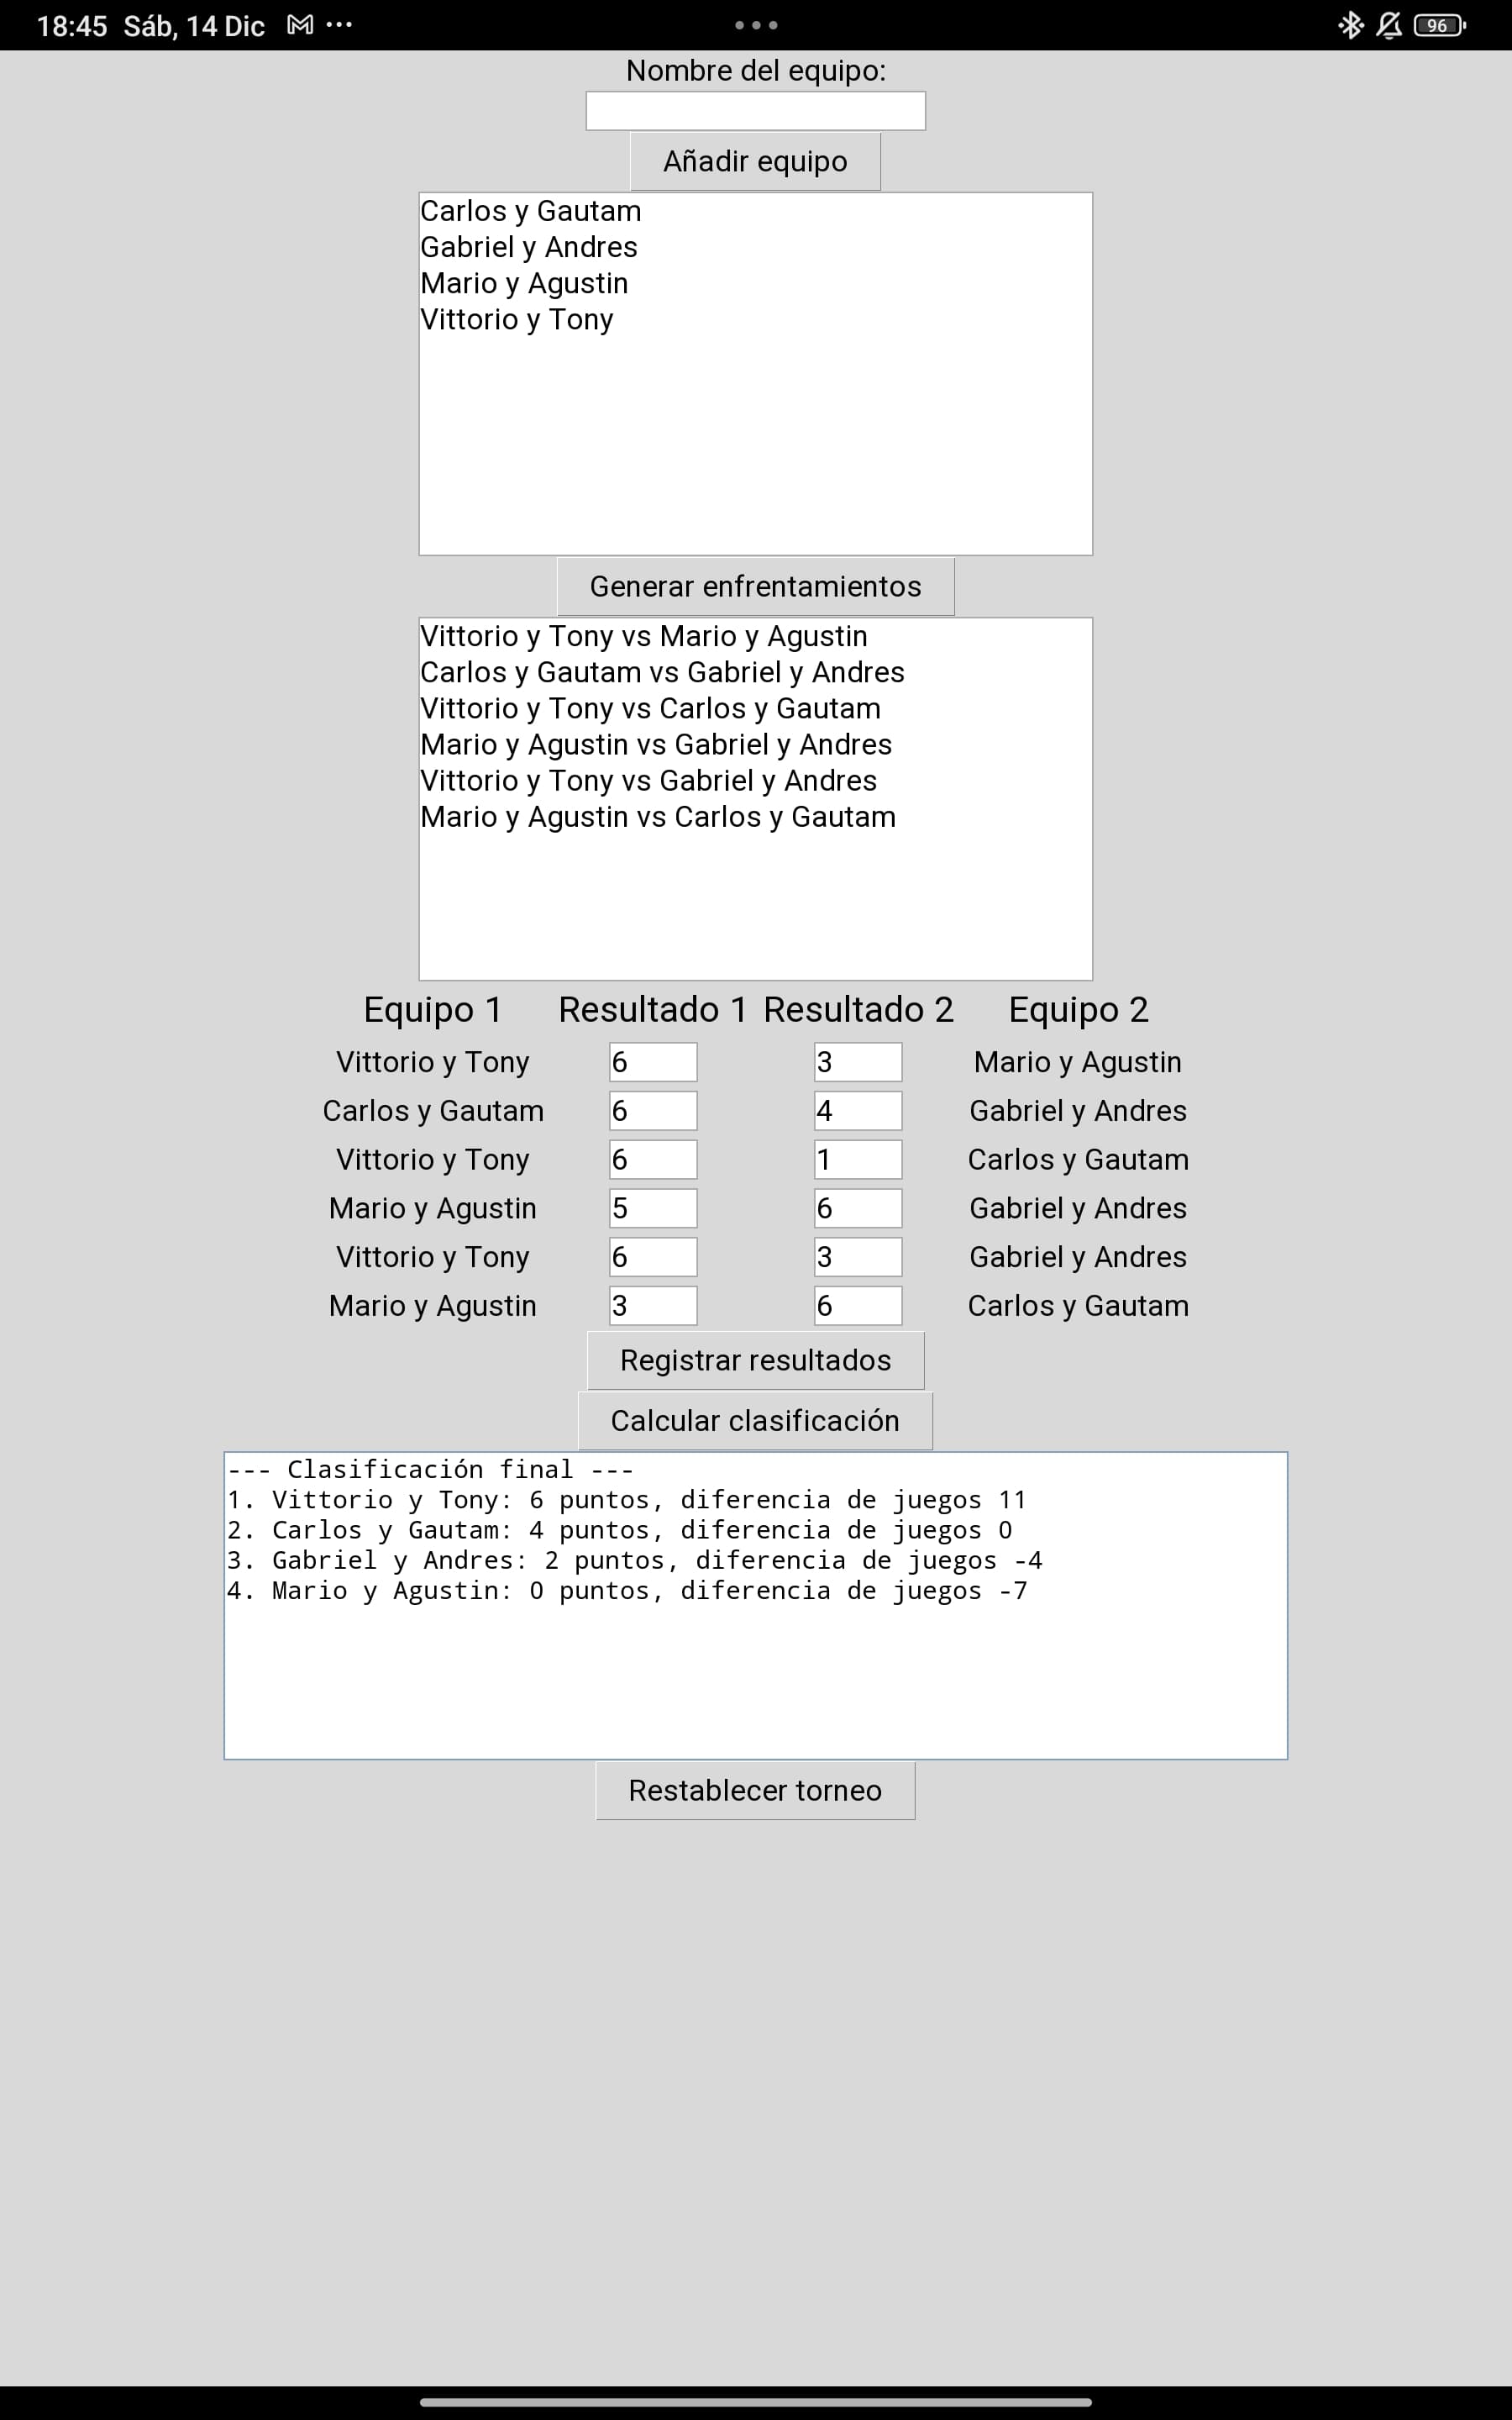 18:45 Sáb, 14 Dic
96
Nombre del equipo:
Añadir equipo
Carlos y Gautam
Gabriel y Andres
Mario y Agustin
Vittorio y Tony
Generar enfrentamientos
Vittorio y Tony vs Mario y Agustin
Carlos y Gautam vs Gabriel y Andres
Vittorio y Tony vs Carlos y Gautam
Mario y Agustin vs Gabriel y Andres
Vittorio y Tony vs Gabriel y Andres
Mario y Agustin vs Carlos y Gautam
Equipo 1 Resultado 1 Resultado 2 Equipo 2
Vittorio y Tony 6 3 Mario y Agustin
Carlos y Gautam 6 4 Gabriel y Andres
Vittorio y Tony 6 1 Carlos y Gautam
Mario y Agustin 5 6 Gabriel y Andres
Vittorio y Tony 6 3 Gabriel y Andres
Mario y Agustin 3 6 Carlos y Gautam
Registrar resultados
Calcular clasificación
--- Clasificación final ---
1. Vittorio y Tony: 6 puntos, diferencia de juegos 11
2. Carlos y Gautam: 4 puntos, diferencia de juegos 0
3. Gabriel y Andres: 2 puntos, diferencia de juegos -4
4. Mario y Agustin: 0 puntos, diferencia de juegos -7
Restablecer torneo